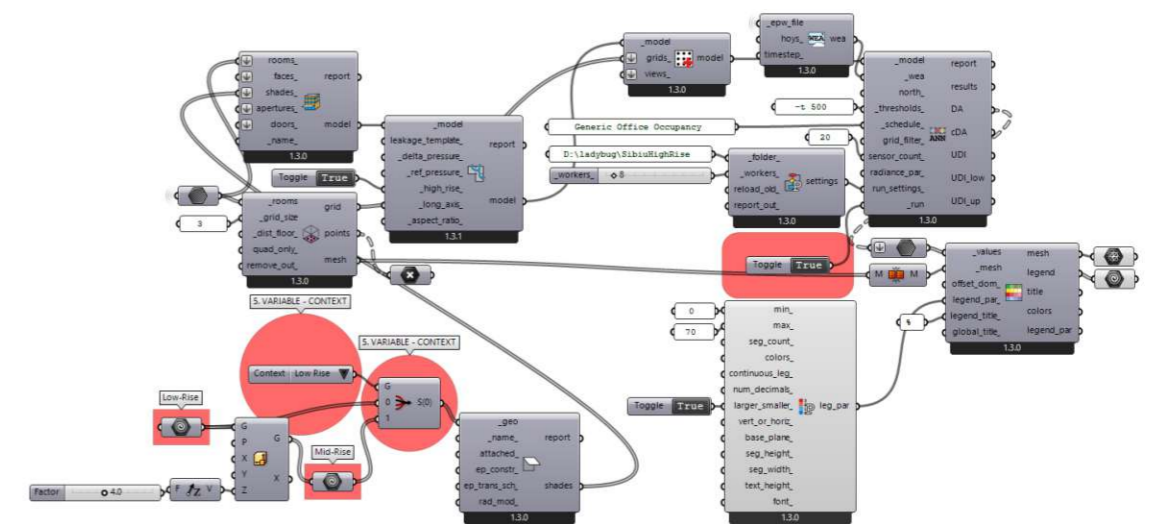 rooms_
faces_
report
shades_
apertures_
doors_
model
_name_
1.3.0
_model
leakage_template_
report
_delta_pressure_
_ref_pressure_
_high_rise_
_long_axis_
model
_aspect_ratio_
1.3.1
Toggle True
3
_rooms
grid
_grid_size
_dist_floor_
points
quad_only_
mesh
remove_out_
1.3.0
_model
grids_
model
views_
1.3.0
_epw_file
hoys_
WEA
wea
timestep_
1.3.0
-t 500
Generic Office Occupancy
20
D:\ladybug\SibiuHighRise
_workers_ 8
_folder_
_workers_
settings
reload_old_
report_out_
1.3.0
_model
report
_wea
results
north_
_thresholds_
DA
_schedule_
cDA
grid_filter_
ANN
sensor_count_
UDI
radiance_par_
UDI_low
run_settings_
UDI_up
_run
1.3.0
Toggle True
M M
_values
mesh
_mesh
legend
offset_dom_
title
legend_par_
legend_title_
colors
global_title_
legend_par
1.3.0
%
0
70
Toggle True
min_
max_
seg_count_
colors_
continuous_leg_
num_decimals_
larger_smaller_
leg_par
vert_or_horiz_
base_plane_
seg_height_
seg_width_
text_height_
font_
1.3.0
5. VARIABLE - CONTEXT
5. VARIABLE - CONTEXT
Context Low Rise
G
0
S(0)
1
Low-Rise
G
G
P
X
Y
X
Z
Mid-Rise
Factor 4.0
F Z V
_geo
_name_
report
attached_
ep_constr_
ep_trans_sch_
shades
rad_mod_
1.3.0